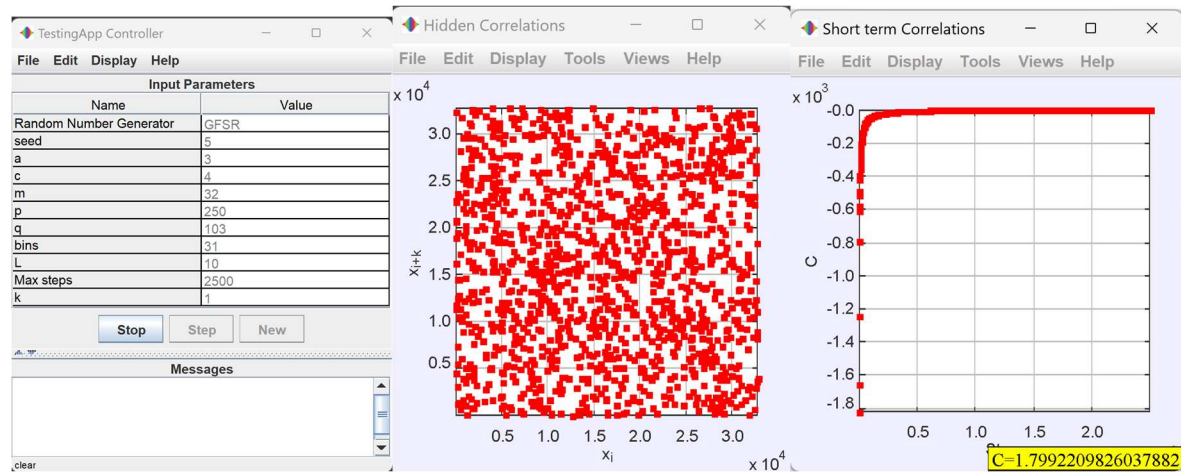 TestingApp Controller
File Edit Display Help
Input Parameters
Name Value
Random Number Generator GFSR
seed 5
a 3
c 4
m 32
p 250
q 103
bins 31
L 10
Max steps 2500
k 1
Stop Step New
Messages
clear
Hidden Correlations
File Edit Display Tools Views Help
x 10^4
3.0
2.5
2.0
1.5
1.0
0.5
x_{i+k}
0.5 1.0 1.5 2.0 2.5 3.0
x_i
x 10^4
Short term Correlations
File Edit Display Tools Views Help
x 10^3
-0.0
-0.2
-0.4
-0.6
-0.8
-1.0
-1.2
-1.4
-1.6
-1.8
C
0.5 1.0 1.5 2.0
C=1.7992209826037882